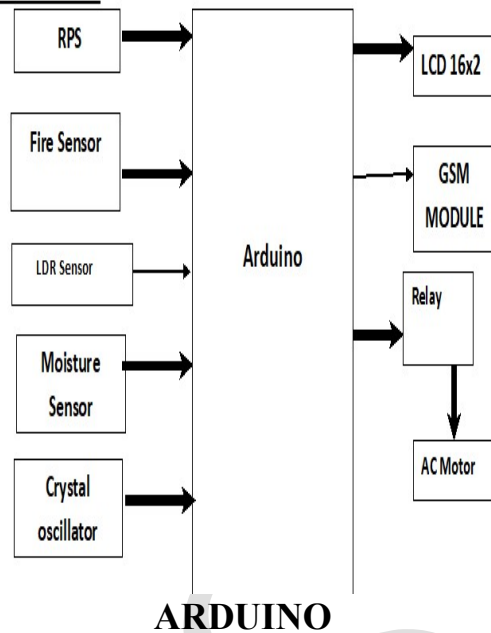 RPS
Fire Sensor
LDR Sensor
Moisture
Sensor
Crystal
oscillator
Arduino
LCD 16x2
GSM
MODULE
Relay
AC Motor
ARDUINO